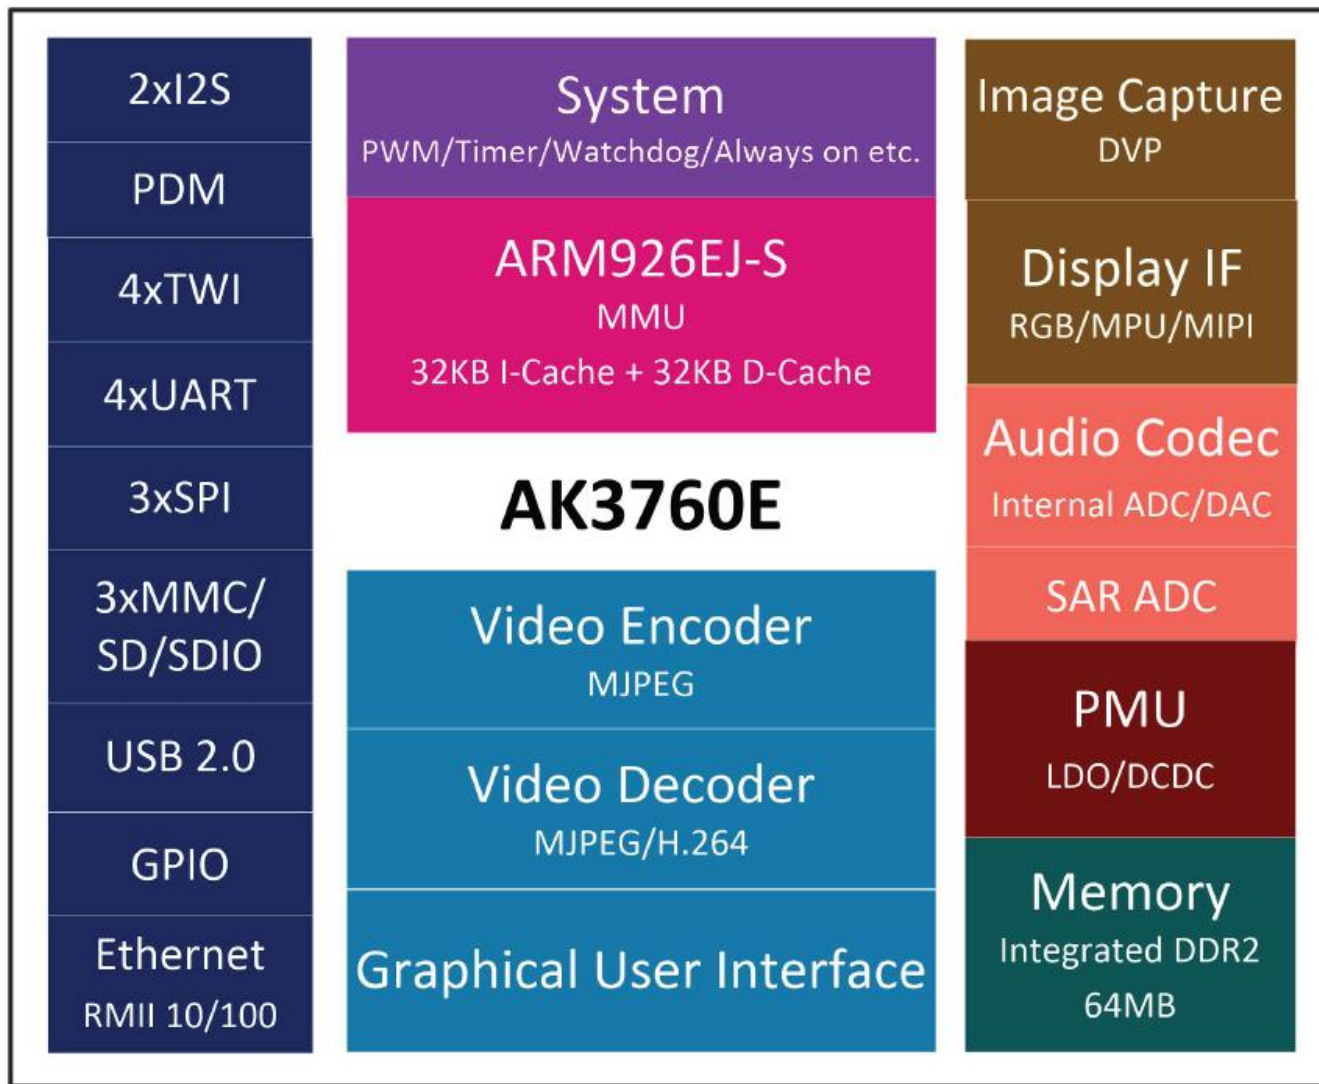 2xI2S
PDM
4xTWI
4xUART
3xSPI
3xMMC/
SD/SDIO
USB 2.0
GPIO
Ethernet
RMII 10/100
System
PWM/Timer/Watchdog/Always on etc.
ARM926EJ-S
MMU
32KB I-Cache + 32KB D-Cache
AK3760E
Video Encoder
MJPEG
Video Decoder
MJPEG/H.264
Graphical User Interface
Image Capture
DVP
Display IF
RGB/MPU/MIPI
Audio Codec
Internal ADC/DAC
SAR ADC
PMU
LDO/DCDC
Memory
Integrated DDR2
64MB